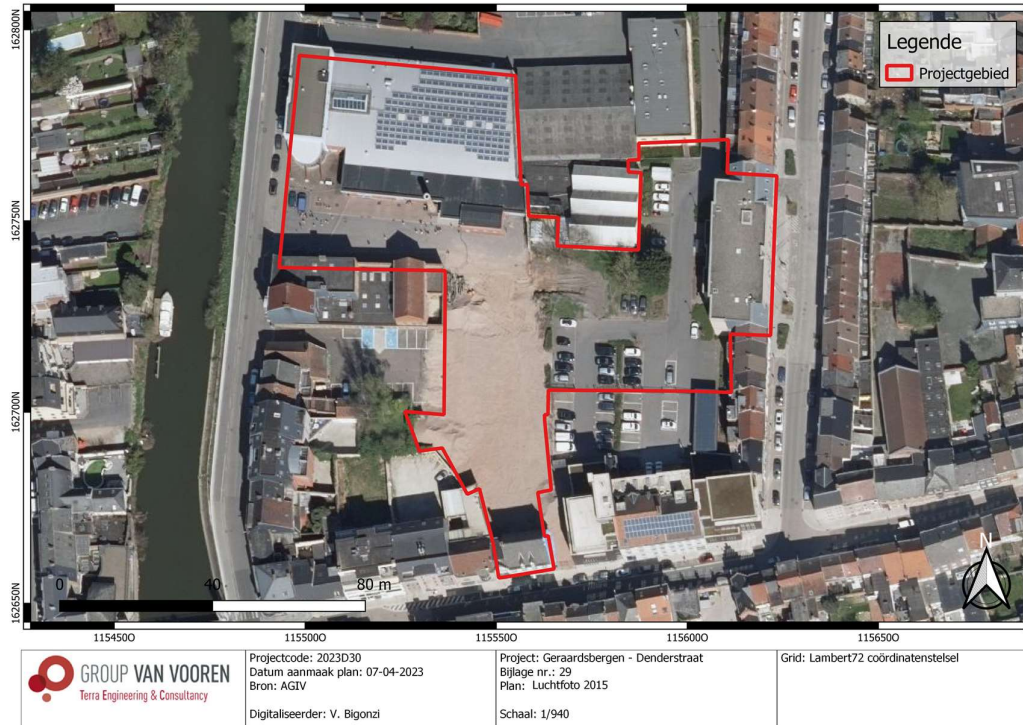 162800N
162750N
162700N
162650N
Legende
Projectgebied
N
0 40 80 m
115450O 115500O 115550O 115600O 115650O
GROUP VAN VOOREN
Terra Engineering & Consultancy
Projectcode: 2023D30
Datum aanmaak plan: 07-04-2023
Bron: AGIV
Digitaliseerder: V. Bigonzi
Project: Geraardsbergen - Denderstraat
Bijlage nr.: 29
Plan: Luchtfoto 2015
Schaal: 1/940
Grid: Lambert72 coördinatenstelsel